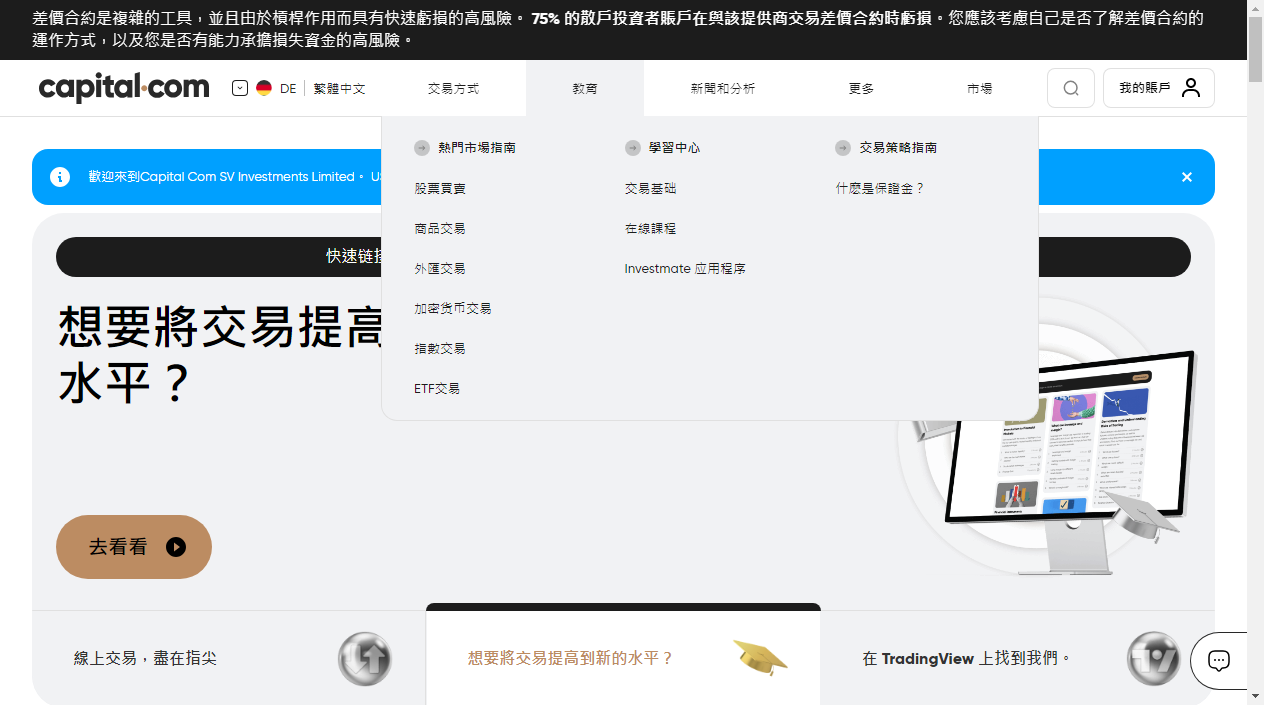 差價合約是複雜的工具，並且由於槓桿作用而具有快速虧損的高風險。 75% 的散戶投資者賬戶在與該提供商交易差價合約時虧損。您應該考慮自己是否了解差價合約的
運作方式，以及您是否有能力承擔損失資金的高風險。
capital.com
DE 繁體中文
交易方式
教育
新聞和分析
更多
市場
我的賬戶
熱門市場指南
股票買賣
商品交易
外匯交易
加密货币交易
指數交易
ETF交易
學習中心
交易基础
在線課程
Investmate 应用程序
交易策略指南
什麽是保證金？
歡迎來到Capital Com SV Investments Limited。
快速链
想要將交易提高
水平？
去看看
線上交易，盡在指尖
想要將交易提高到新的水平？
在 TradingView 上找到我們。